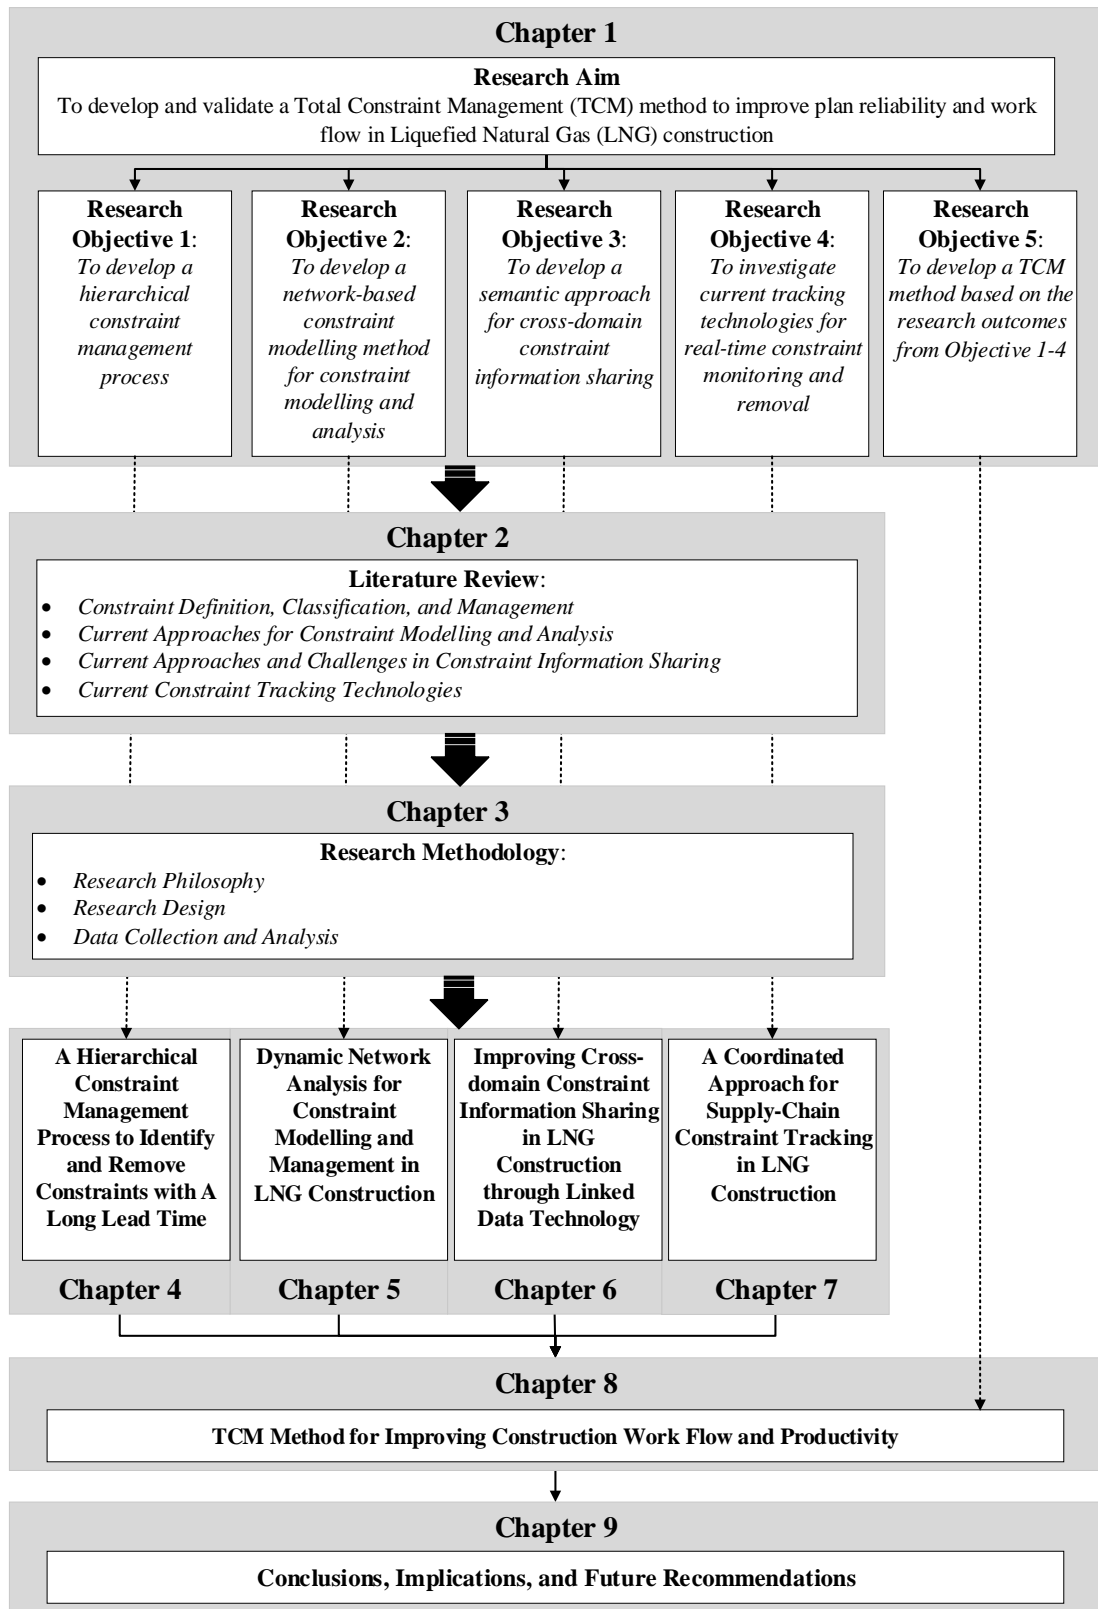 Chapter 1
Research Aim
To develop and validate a Total Constraint Management (TCM) method to improve plan reliability and work
flow in Liquefied Natural Gas (LNG) construction
Research
Objective 1:
To develop a
hierarchical
constraint
management
process
Research
Objective 2:
To develop a
network-based
constraint
modelling method
for constraint
modelling and
analysis
Research
Objective 3:
To develop a
semantic approach
for cross-domain
constraint
information sharing
Research
Objective 4:
To investigate
current tracking
technologies for
real-time constraint
monitoring and
removal
Research
Objective 5:
To develop a TCM
method based on the
research outcomes
from Objective 1-4
Chapter 2
Literature Review:
• Constraint Definition, Classification, and Management
• Current Approaches for Constraint Modelling and Analysis
• Current Approaches and Challenges in Constraint Information Sharing
• Current Constraint Tracking Technologies
Chapter 3
Research Methodology:
• Research Philosophy
• Research Design
• Data Collection and Analysis
A Hierarchical
Constraint
Management
Process to Identify
and Remove
Constraints with A
Long Lead Time
Chapter 4
Dynamic Network
Analysis for
Constraint
Modelling and
Management in
LNG Construction
Chapter 5
Improving Cross-
domain Constraint
Information Sharing
in LNG
Construction
through Linked
Data Technology
Chapter 6
A Coordinated
Approach for
Supply-Chain
Constraint Tracking
in LNG
Construction
Chapter 7
Chapter 8
TCM Method for Improving Construction Work Flow and Productivity
Chapter 9
Conclusions, Implications, and Future Recommendations